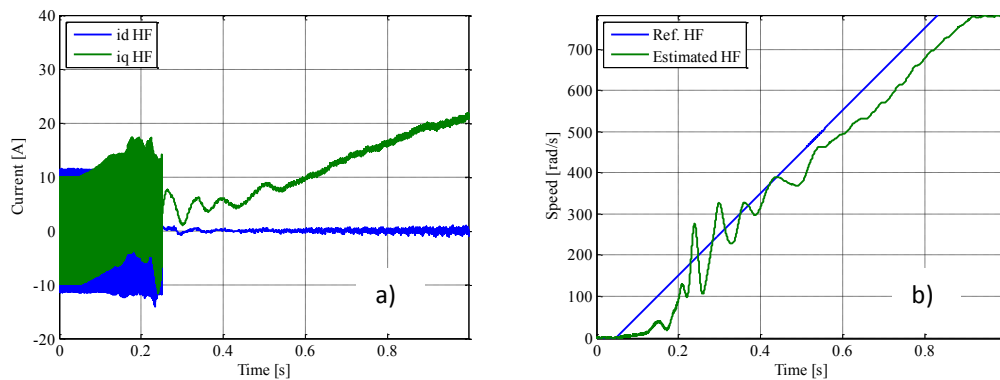 40
30
20
10
0
-10
-20
0
0.2
0.4
0.6
0.8
Time [s]
Current [A]
id HF
iq HF
a)
700
600
500
400
300
200
100
0
0
0.2
0.4
0.6
0.8
Time [s]
Speed [rad/s]
Ref. HF
Estimated HF
b)